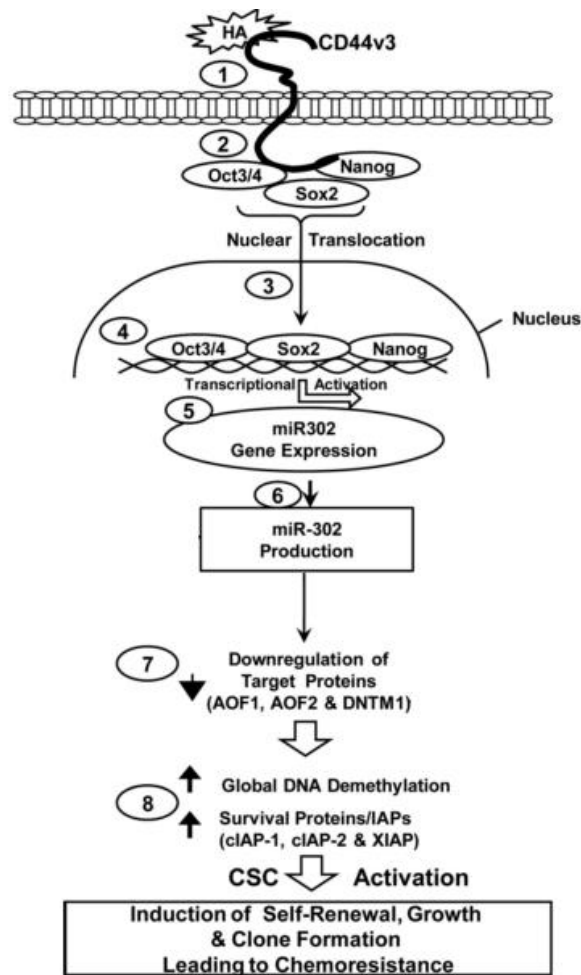 HA
CD44v3
1
2
Oct3/4
Nanog
Sox2
Nuclear Translocation
3
Nucleus
4
Oct3/4 Sox2 Nanog
Transcriptional Activation
5
miR302
Gene Expression
6
miR-302
Production
7
Downregulation of
Target Proteins
(AOF1, AOF2 & DNTM1)
8
Global DNA Demethylation
Survival Proteins/IAPs
(cIAP-1, cIAP-2 & XIAP)
CSC Activation
Induction of Self-Renewal, Growth
& Clone Formation
Leading to Chemoresistance